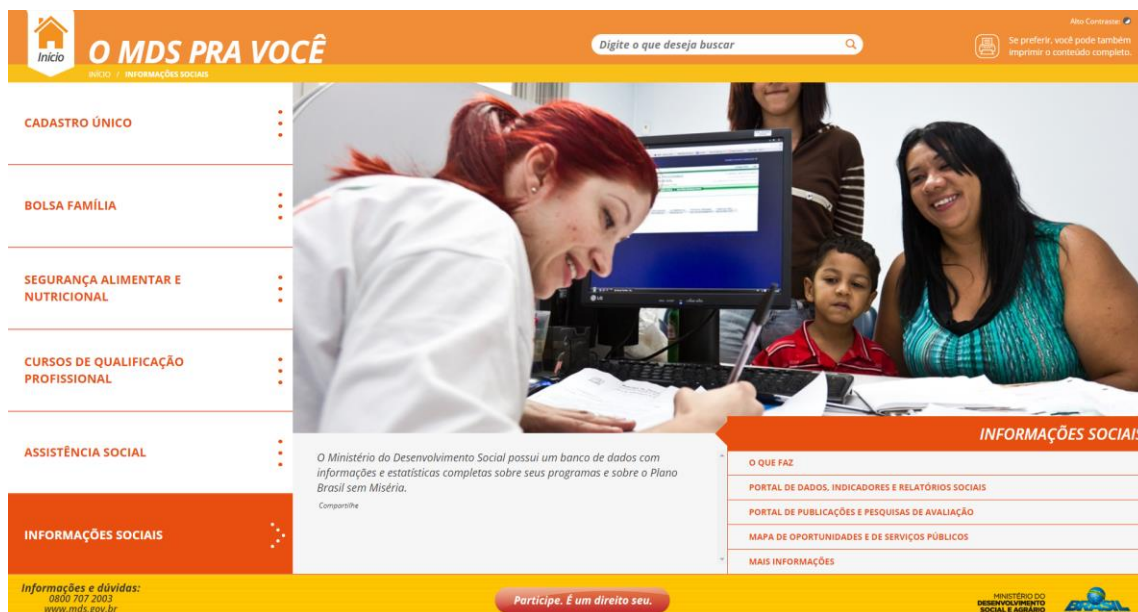 Alto Contraste:
Início
O MDS PRA VOCÊ
Digite o que deseja buscar
Se preferir, você pode também
imprimir o conteúdo completo.
INÍCIO / INFORMAÇÕES SOCIAIS
CADASTRO ÚNICO
BOLSA FAMÍLIA
SEGURANÇA ALIMENTAR E
NUTRICIONAL
CURSOS DE QUALIFICAÇÃO
PROFISSIONAL
ASSISTÊNCIA SOCIAL
INFORMAÇÕES SOCIAIS
LG
O Ministério do Desenvolvimento Social possui um banco de dados com
informações e estatísticas completas sobre seus programas e sobre o Plano
Brasil sem Miséria.
Compartilhe
INFORMAÇÕES SOCIAIS
O QUE FAZ
PORTAL DE DADOS, INDICADORES E RELATÓRIOS SOCIAIS
PORTAL DE PUBLICAÇÕES E PESQUISAS DE AVALIAÇÃO
MAPA DE OPORTUNIDADES E DE SERVIÇOS PÚBLICOS
MAIS INFORMAÇÕES
Informações e dúvidas:
0800 707 2003
www.mds.gov.br
Participe. É um direito seu.
MINISTÉRIO DO
DESENVOLVIMENTO
SOCIAL E AGRÁRIO
BRASIL